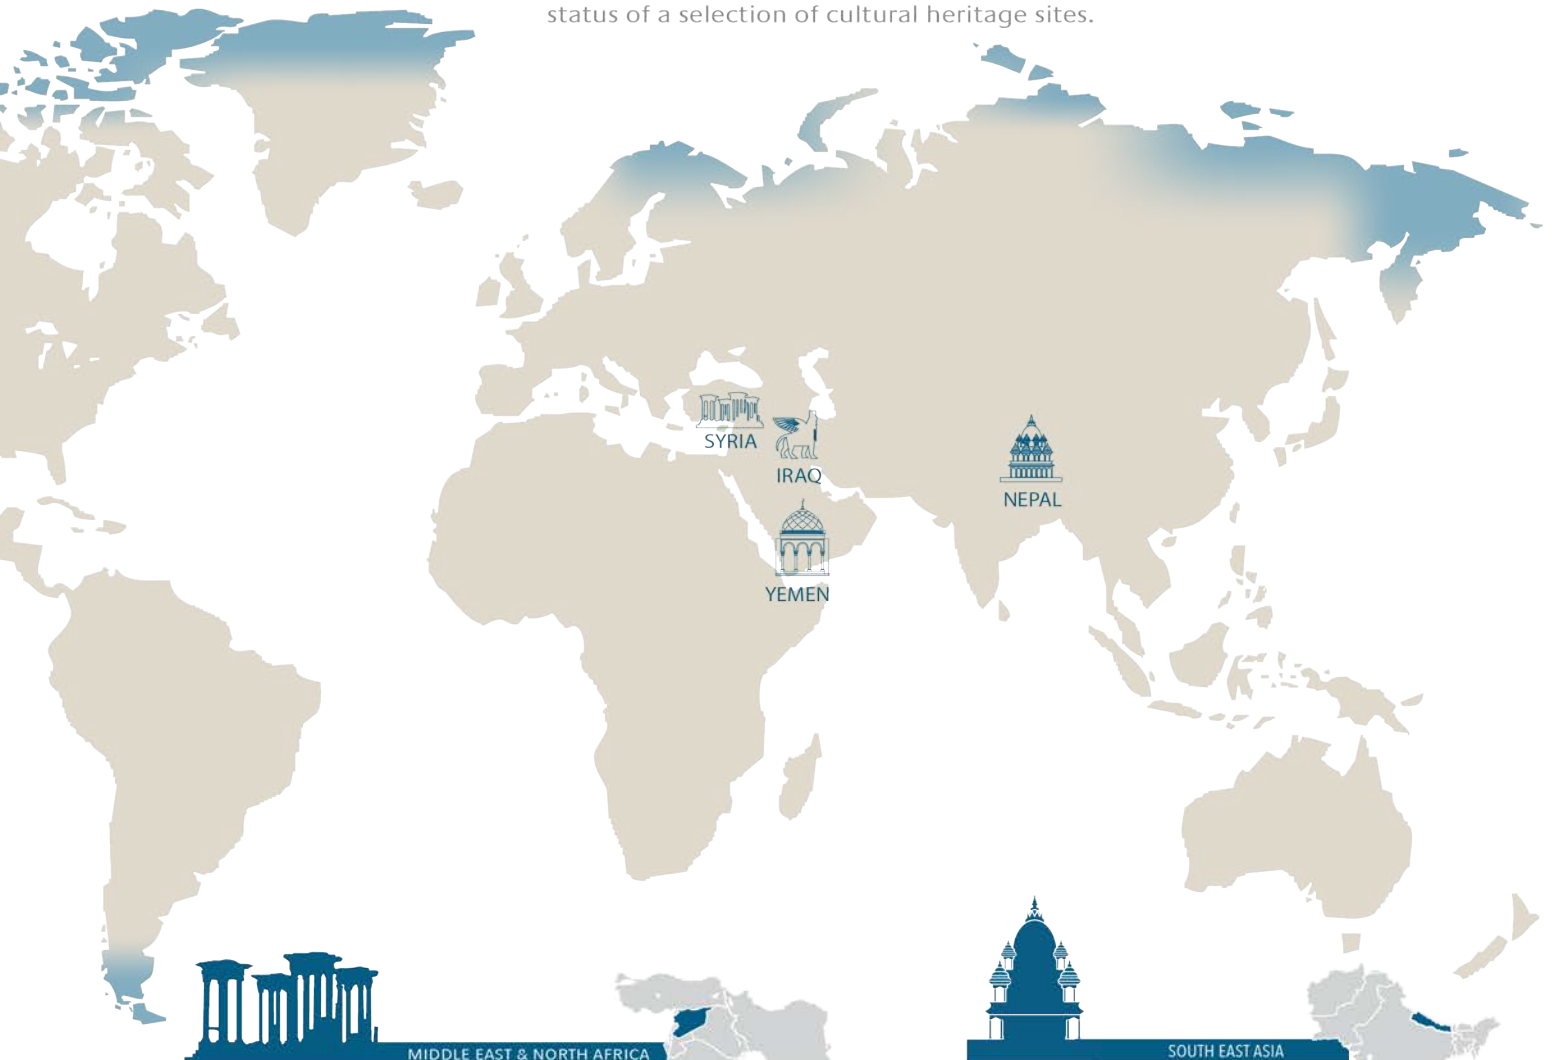 status of a selection of cultural heritage sites.
SYRIA
IRAQ
NEPAL
YEMEN
MIDDLE EAST & NORTH AFRICA
SOUTH EAST ASIA